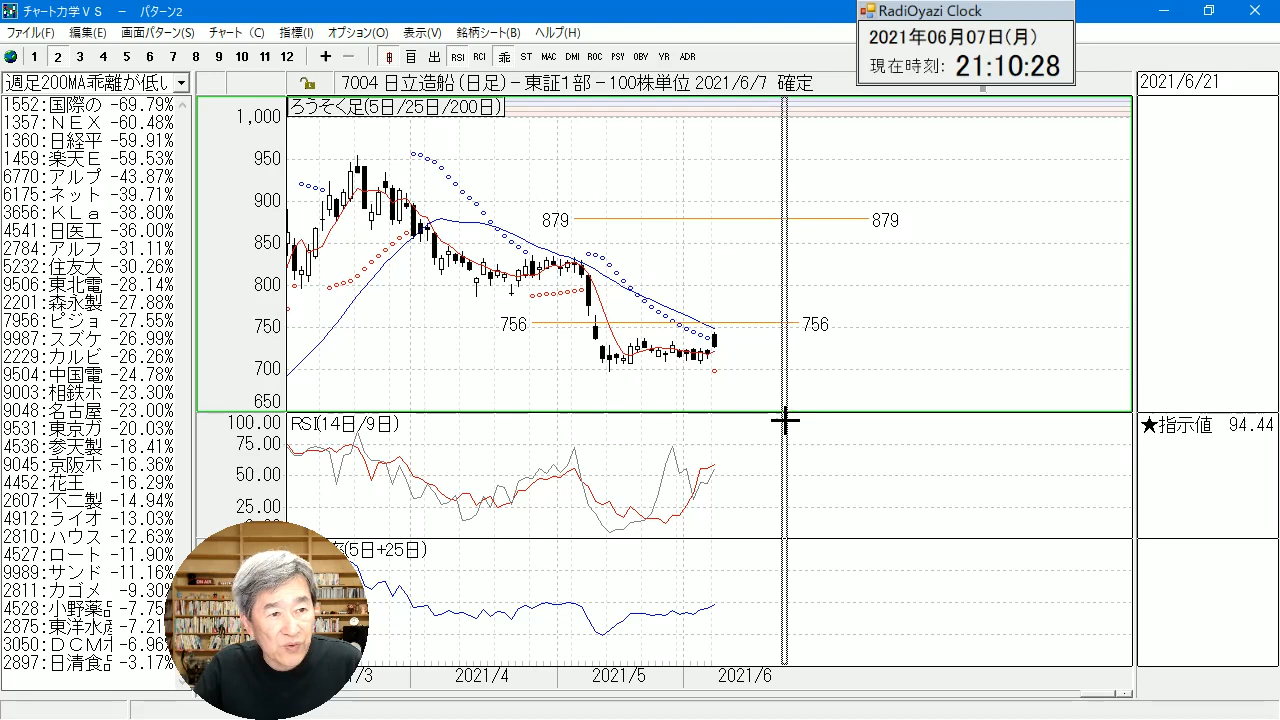 チャート力学VS － パターン2
RadiOyazi Clock
2021年06月07日(月)
現在時刻: 21:10:28
ファイル(F) 編集(E) 画面パターン(S) チャート (C) 指標(I) オプション(O) 表示(V) 銘柄シート(B) ヘルプ(H)
1 2 3 4 5 6 7 8 9 10 11 12 + － 日 百 出 RSI RCI 乖 ST MAC DMI ROC PSY OBV VR ADR
週足200MA乖離が低い
7004 日立造船(日足)－東証1部－100株単位 2021/6/7 確定
2021/6/21
1552:国際の -69.79%
1357:ＮＥＸ -60.48%
1360:日経平 -59.91%
1459:楽天Ｅ -59.53%
6770:アルプ -43.87%
6175:ネット -39.71%
3656:ＫＬａ -38.80%
4541:日医工 -36.00%
2784:アルフ -31.11%
5232:住友大 -30.26%
9506:東北電 -28.14%
2201:森永製 -27.88%
7956:ピジョ -27.55%
9987:スズケ -26.99%
2229:カルビ -26.26%
9504:中国電 -24.78%
9003:相鉄ホ -23.30%
9048:名古屋 -23.00%
9531:東京ガ -20.03%
4536:参天製 -18.41%
9045:京阪ホ -16.36%
4452:花王 -16.29%
2607:不二製 -14.94%
4912:ライオ -13.03%
2810:ハウス -12.63%
4527:ロート -11.90%
9989:サンド -11.16%
2811:カゴメ -9.30%
4528:小野薬品 -7.75%
2875:東洋水産 -7.21%
3050:ＤＣＭホ -6.96%
2897:日清食品 -3.17%
ろうそく足(5日/25日/200日)
1,000
950
900
850
800
750
700
650
879 879
756 756
RSI(14日/9日)
100.00
75.00
50.00
25.00
★指示値 94.44
(5日+25日)
/3 2021/4 2021/5 2021/6